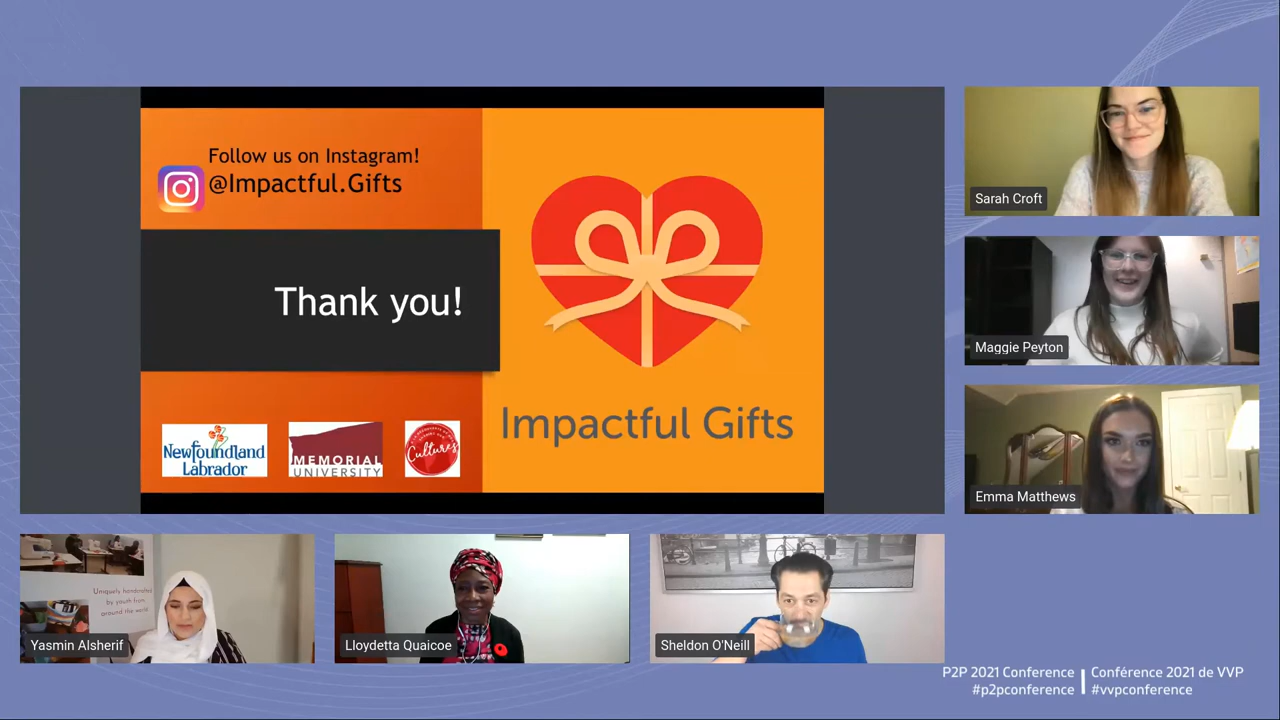 Follow us on Instagram!
@Impactful.Gifts
Thank you!
Newfoundland
Labrador
MEMORIAL
UNIVERSITY
Cultures
Impactful Gifts
Sarah Croft
Maggie Peyton
Emma Matthews
Uniquely handcrafted
by youth from
around the world
Yasmin Alsherif
Lloydetta Quaicoe
Sheldon O'Neill
P2P 2021 Conference
#p2pconference
Conférence 2021 de VVP
#vvpconference